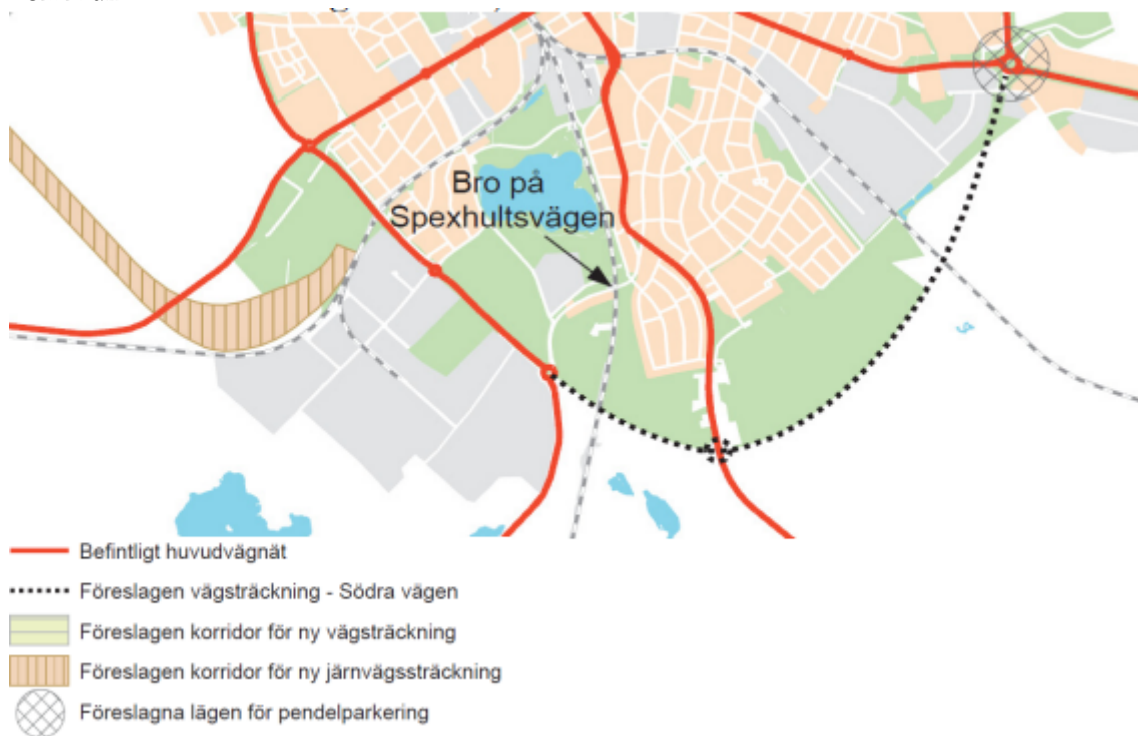 Bro på
Spexhultsvägen
Befintligt huvudvägnät
Föreslagen vägsträckning - Södra vägen
Föreslagen korridor för ny vägsträckning
Föreslagen korridor för ny järnvägssträckning
Föreslagna lägen för pendelparkering